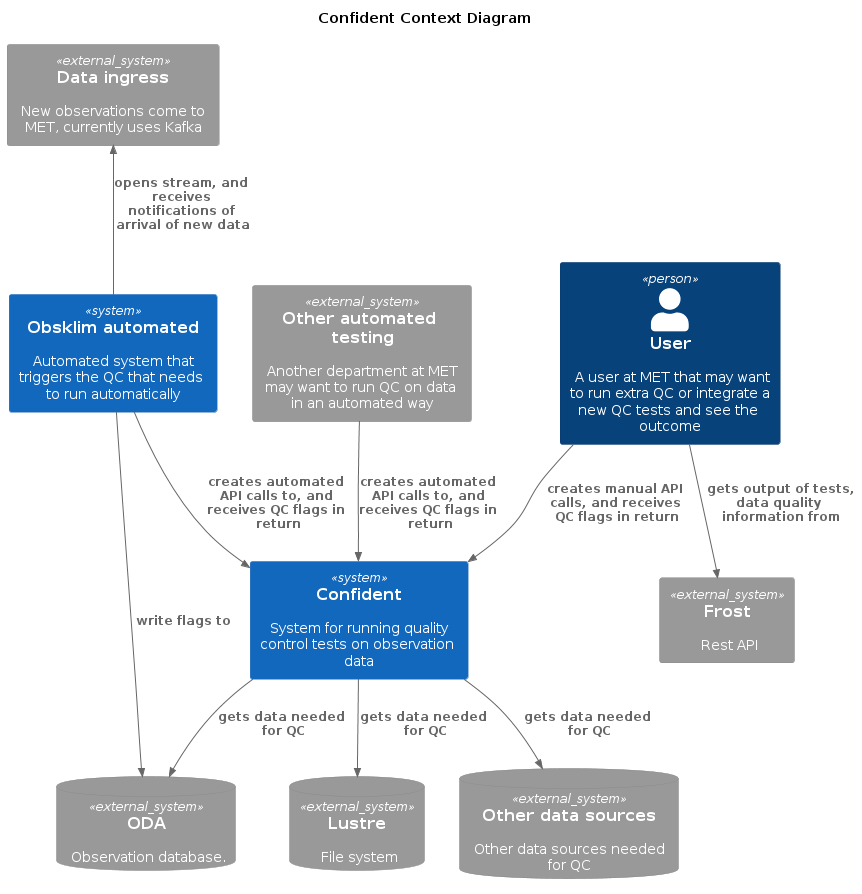 Confident Context Diagram
«external_system»
Data ingress
New observations come to
MET, currently uses Kafka
opens stream, and
receives
notifications of
arrival of new data
«system»
Obsklim automated
Automated system that
triggers the QC that needs
to run automatically
«external_system»
Other automated
testing
Another department at MET
may want to run QC on data
in an automated way
«person»
User
A user at MET that may want
to run extra QC or integrate a
new QC tests and see the
outcome
creates automated
API calls to, and
receives QC flags in
return
creates automated
API calls to, and
receives QC flags in
return
creates manual API
calls, and receives
QC flags in return
gets output of tests,
data quality
information from
«system»
Confident
System for running quality
control tests on observation
data
«external_system»
Frost
Rest API
write flags to
gets data needed
for QC
gets data needed
for QC
gets data needed
for QC
«external_system»
ODA
Observation database.
«external_system»
Lustre
File system
«external_system»
Other data sources
Other data sources needed
for QC